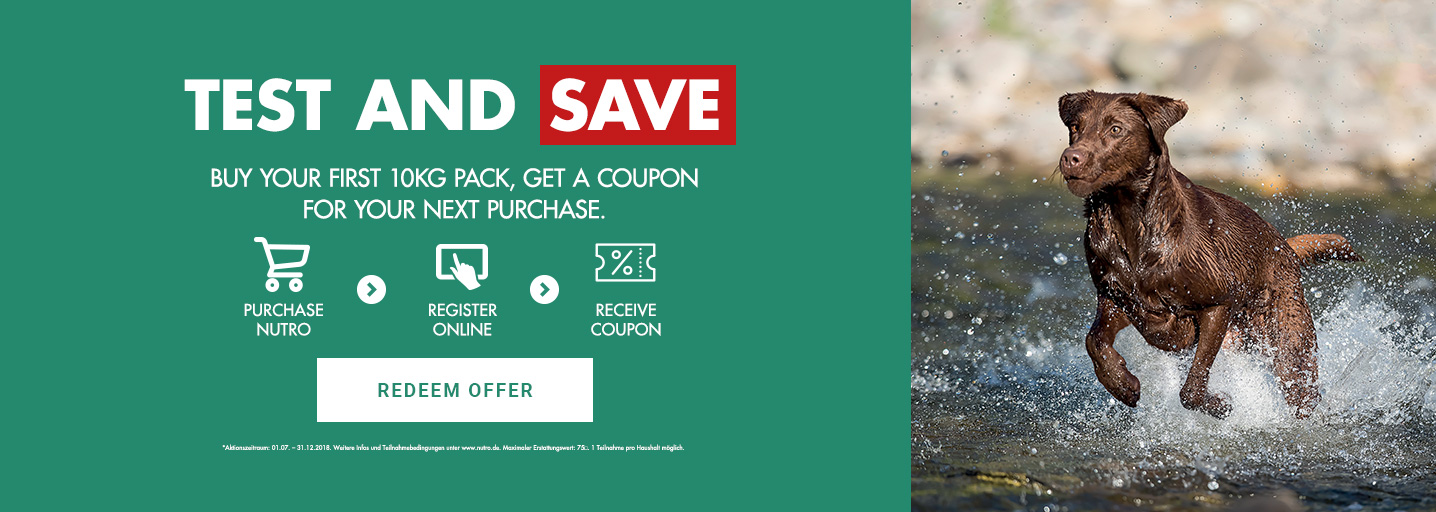 TEST AND SAVE
BUY YOUR FIRST 10KG PACK, GET A COUPON
FOR YOUR NEXT PURCHASE.
PURCHASE
NUTRO
REGISTER
ONLINE
RECEIVE
COUPON
REDEEM OFFER
*Aktionszeitraum: 01.07. – 31.12.2018. Weitere Infos und Teilnahmebedingungen unter www.nutro.de. Maximaler Erstattungswert: 1 Teilnahme pro Haushalt möglich.